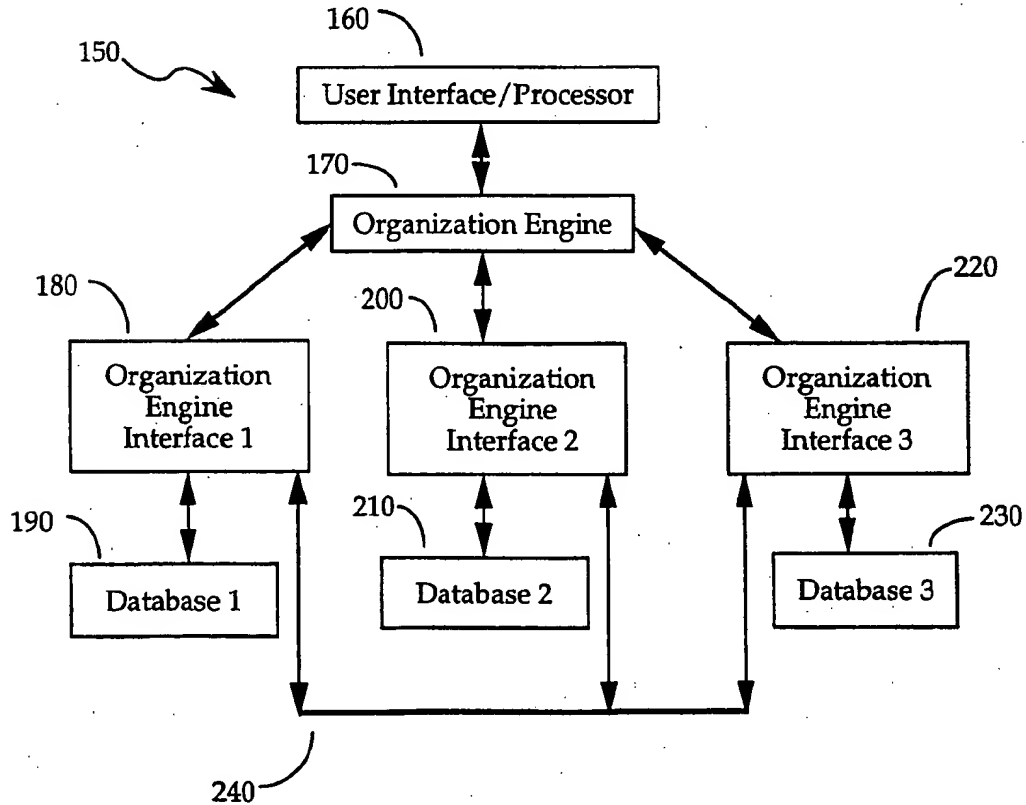 160
150
User Interface/Processor
170
Organization Engine
180
200
220
Organization
Engine
Interface 1
Organization
Engine
Interface 2
Organization
Engine
Interface 3
190
210
230
Database 1
Database 2
Database 3
240